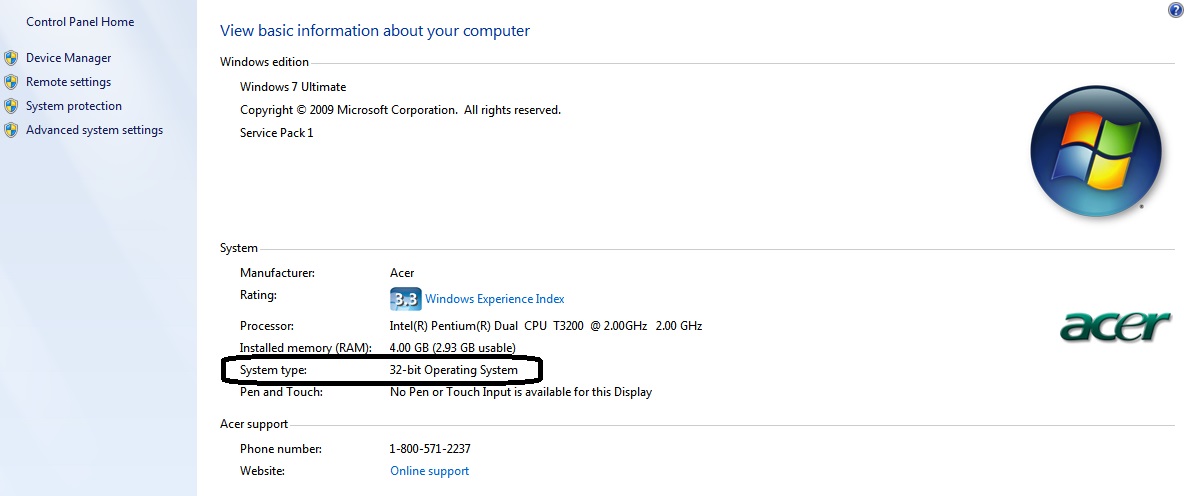 Control Panel Home
Device Manager
Remote settings
System protection
Advanced system settings
?
View basic information about your computer
Windows edition
Windows 7 Ultimate
Copyright © 2009 Microsoft Corporation.  All rights reserved.
Service Pack 1
System
Manufacturer: Acer
Rating: 3.3 Windows Experience Index
Processor: Intel(R) Pentium(R) Dual  CPU  T3200  @ 2.00GHz   2.00 GHz
Installed memory (RAM): 4.00 GB (2.93 GB usable)
System type: 32-bit Operating System
Pen and Touch: No Pen or Touch Input is available for this Display
acer
Acer support
Phone number: 1-800-571-2237
Website: Online support